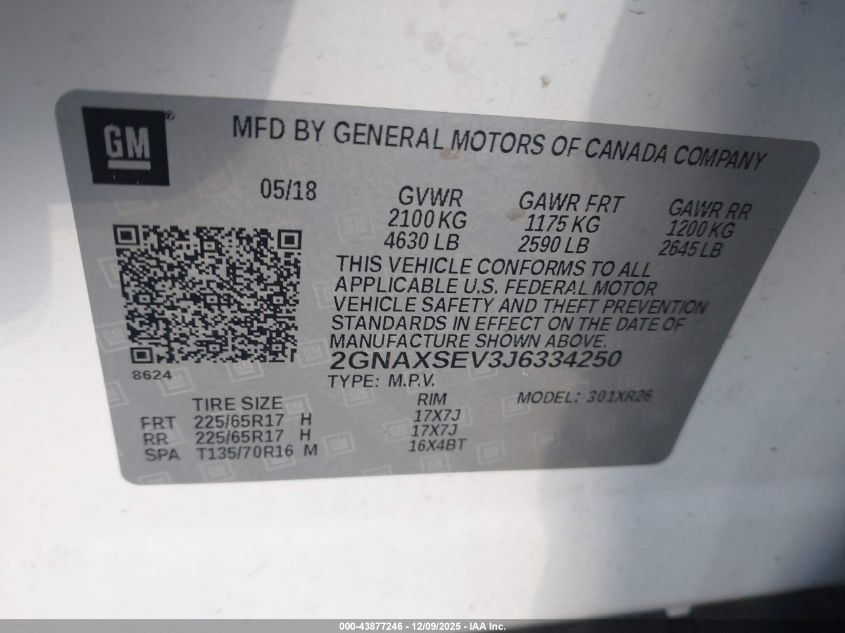 GM
MFD BY GENERAL MOTORS OF CANADA COMPANY
05/18 GVWR GAWR FRT GAWR RR
2100 KG 1175 KG 1200 KG
4630 LB 2590 LB 2645 LB
THIS VEHICLE CONFORMS TO ALL
APPLICABLE U.S. FEDERAL MOTOR
VEHICLE SAFETY AND THEFT PREVENTION
STANDARDS IN EFFECT ON THE DATE OF
MANUFACTURE SHOWN ABOVE.
8624 2GNAXSEV3J6334250
TYPE: M.P.V.
TIRE SIZE RIM MODEL: 301XR26
FRT 225/65R17 H 17X7J
RR 225/65R17 H 17X7J
SPA T135/70R16 M 16X4BT
000-43877246 - 12/09/2025 - IAA Inc.